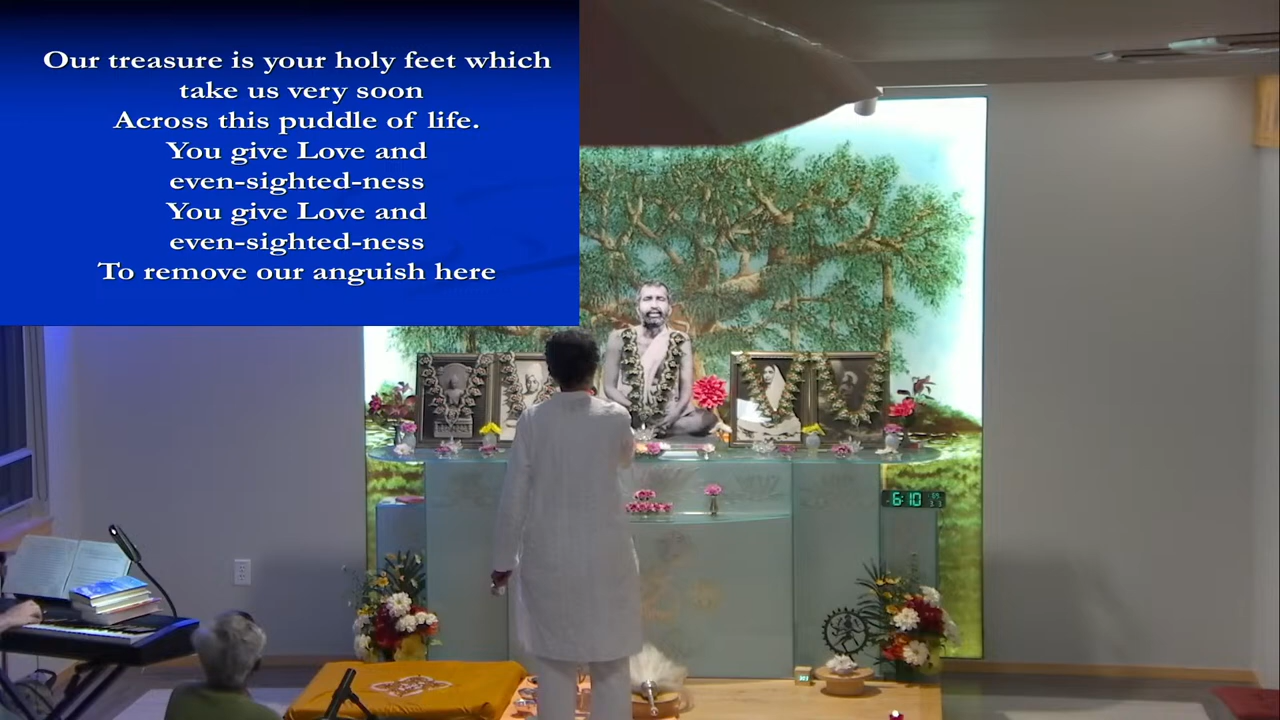 Our treasure is your holy feet which
take us very soon
Across this puddle of life.
You give Love and
even-sighted-ness
You give Love and
even-sighted-ness
To remove our anguish here
6:10